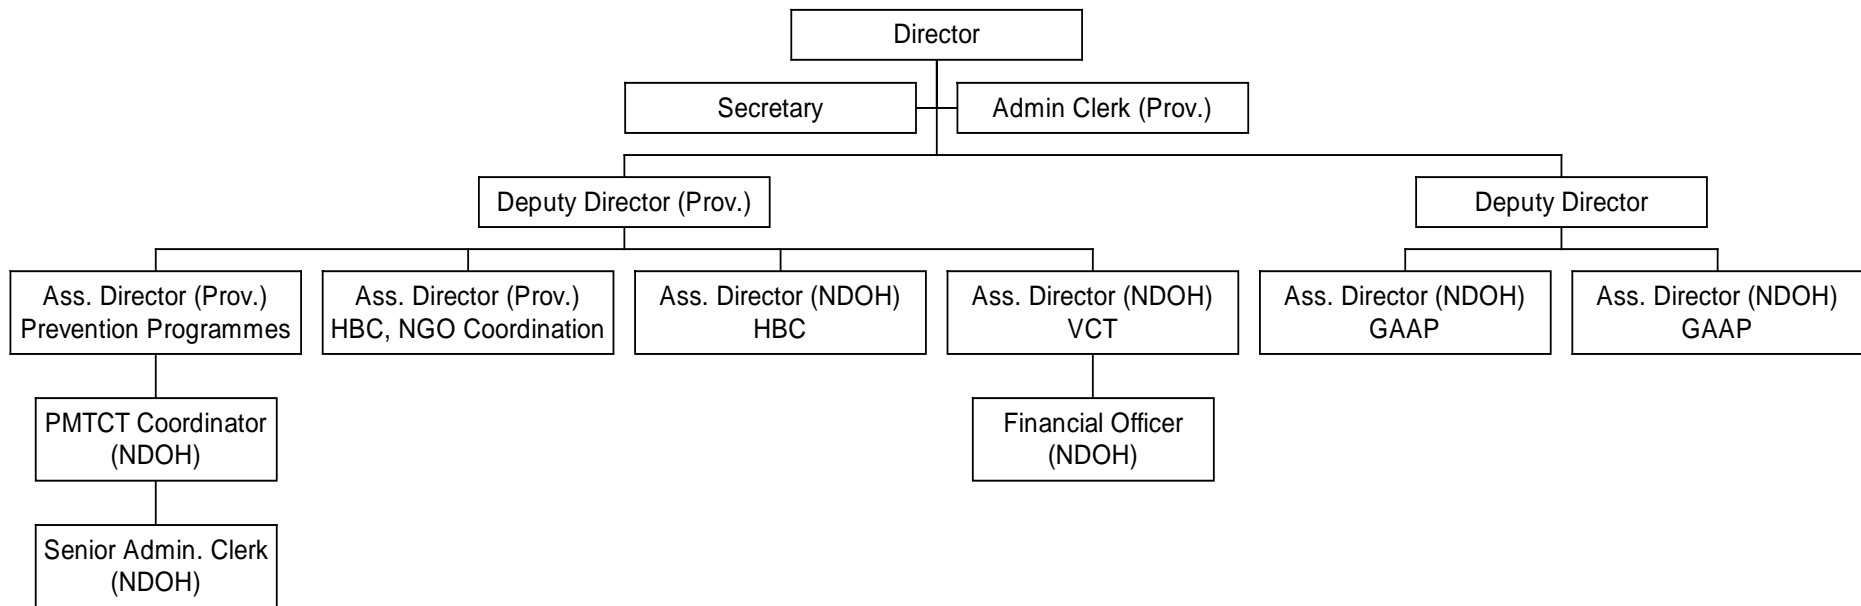 Director
Secretary
Admin Clerk (Prov.)
Deputy Director (Prov.)
Deputy Director
Ass. Director (Prov.)
Prevention Programmes
Ass. Director (Prov.)
HBC, NGO Coordination
Ass. Director (NDOH)
HBC
Ass. Director (NDOH)
VCT
Ass. Director (NDOH)
GAAP
Ass. Director (NDOH)
GAAP
PMTCT Coordinator
(NDOH)
Financial Officer
(NDOH)
Senior Admin. Clerk
(NDOH)